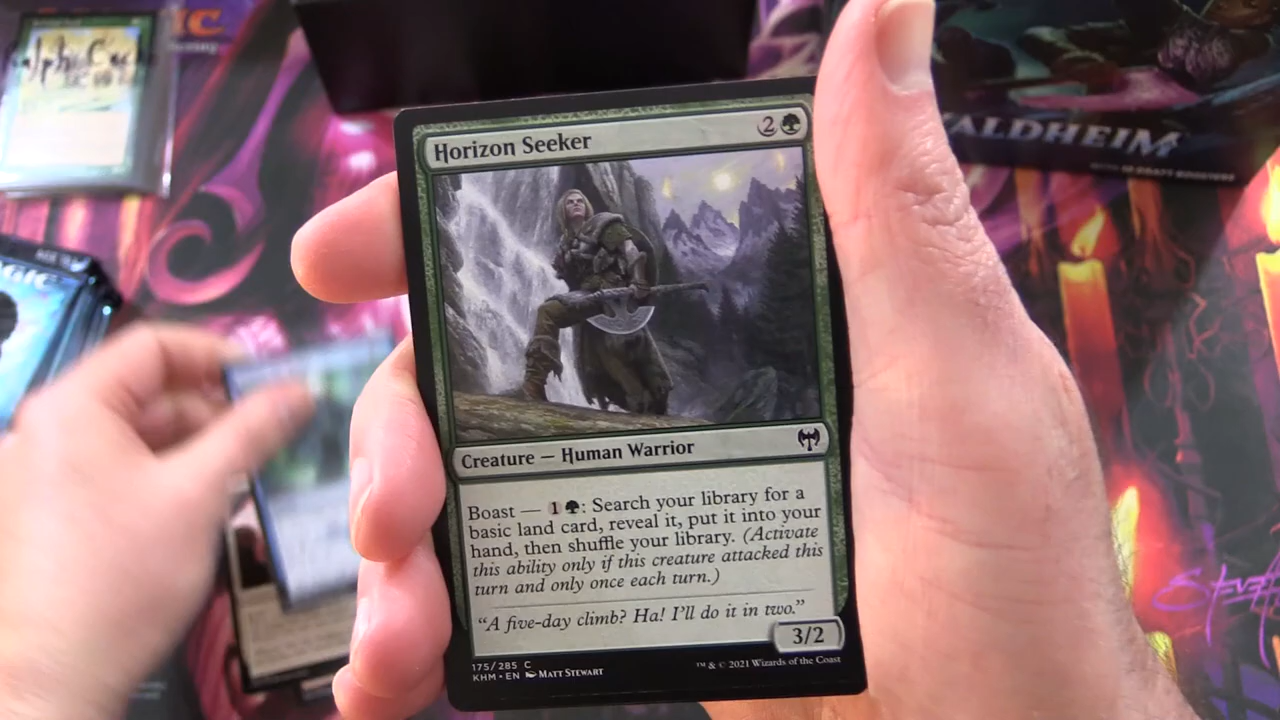 Horizon Seeker
2
Creature — Human Warrior
Boast — 1 : Search your library for a
basic land card, reveal it, put it into your
hand, then shuffle your library. (Activate
this ability only if this creature attacked this
turn and only once each turn.)
“A five-day climb? Ha! I’ll do it in two.”
3/2
175/285 C
KHM • EN MATT STEWART
™ & © 2021 Wizards of the Coast
ALDHEIM